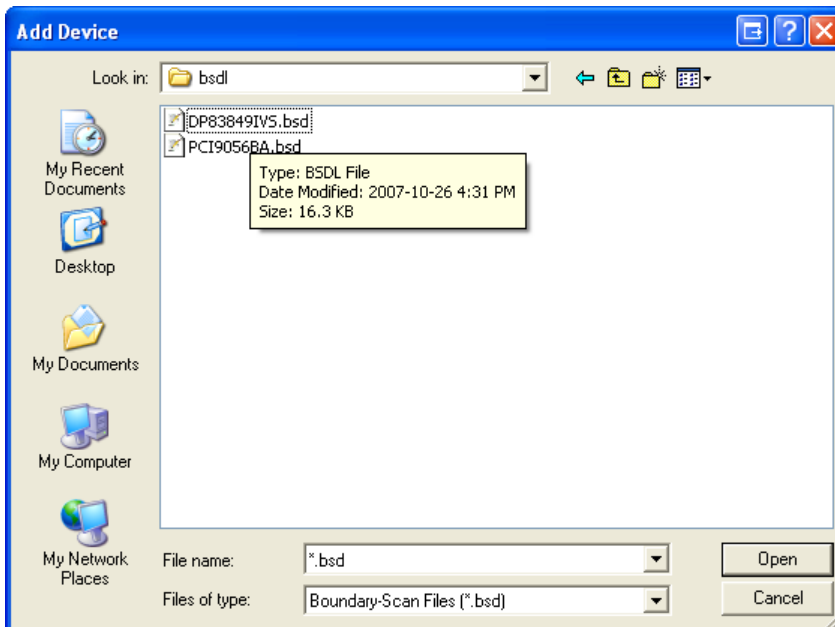 Add Device
Look in:
bsdl
My Recent
Documents
Desktop
My Documents
My Computer
My Network
Places
DP83849IVS.bsd
PCI9056BA.bsd
Type: BSDL File
Date Modified: 2007-10-26 4:31 PM
Size: 16.3 KB
File name:
*.bsd
Open
Files of type:
Boundary-Scan Files (*.bsd)
Cancel